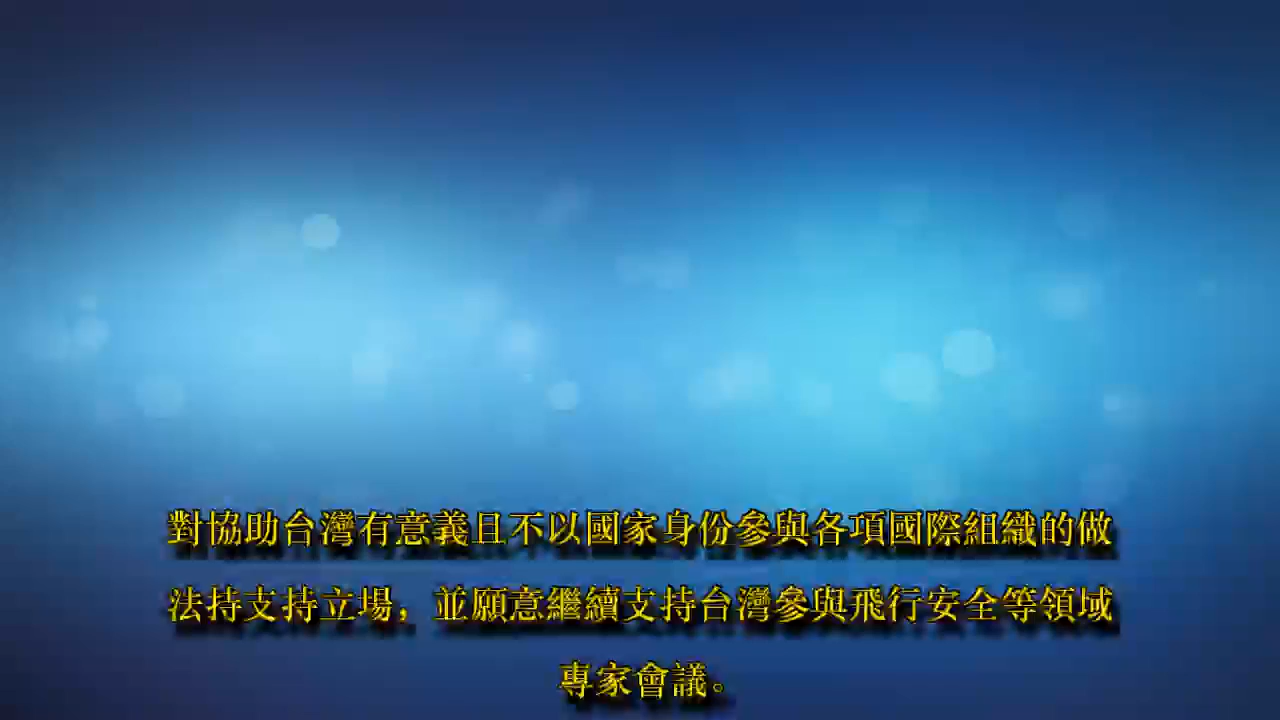 對協助台灣有意義且不以國家身份參與各項國際組織的做
法持支持立場，並願意繼續支持台灣參與飛行安全等領域
專家會議。